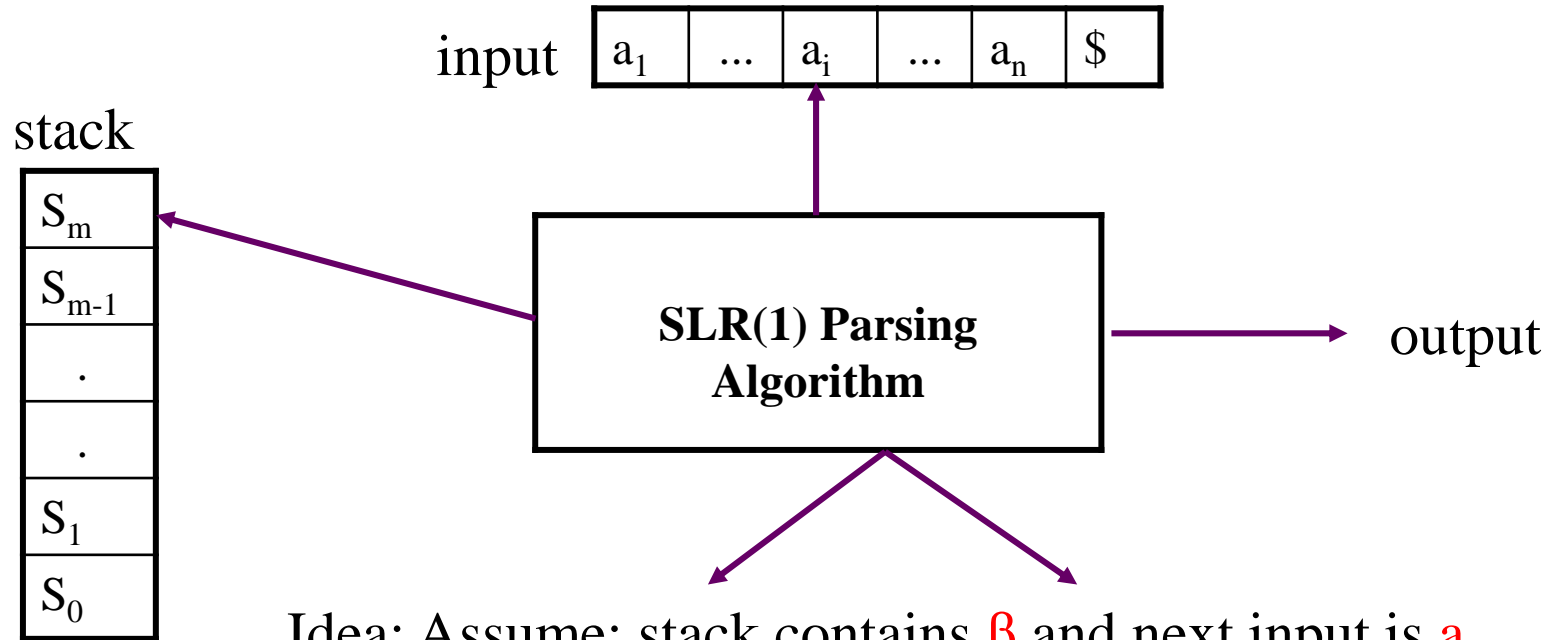 input a₁ ... aᵢ ... aₙ $
stack
Sₘ
Sₘ₋₁
.
.
S₁
S₀
SLR(1) Parsing
Algorithm
output
Idea: Assume: stack contains β and next input is a